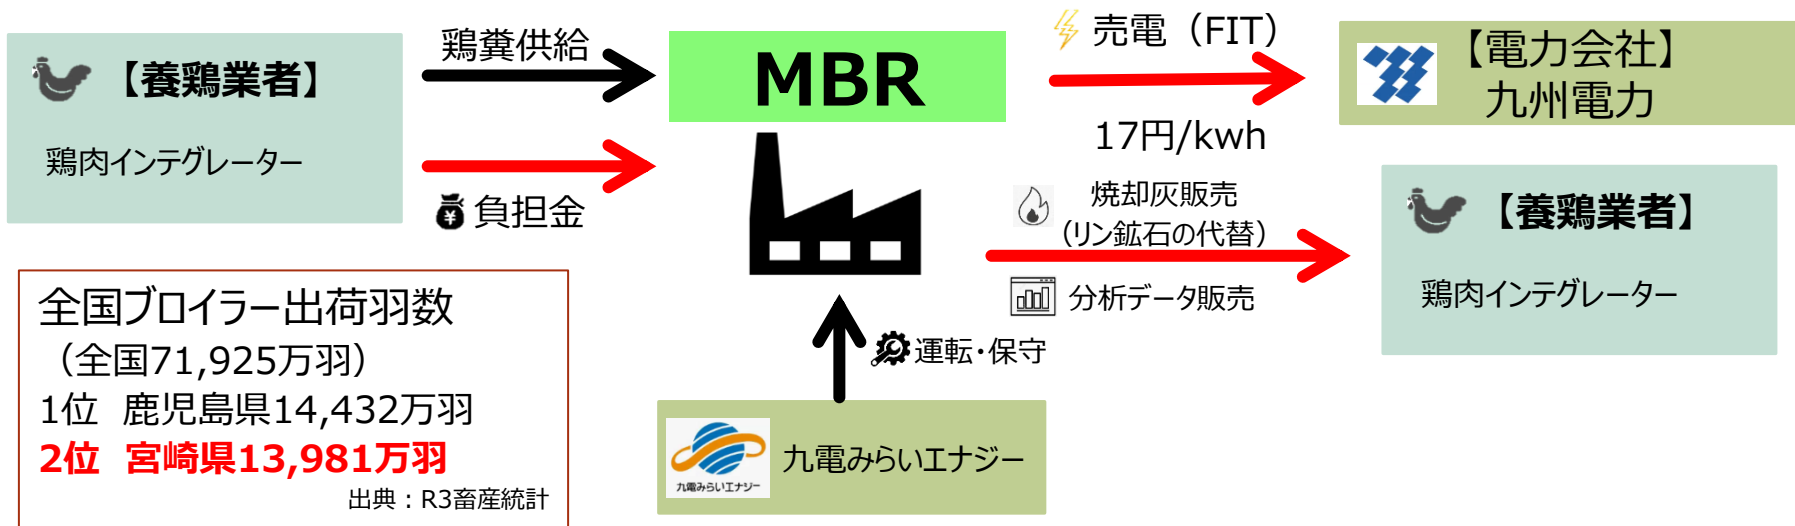 【養鶏業者】
鶏肉インテグレーター
鶏糞供給
負担金
MBR
売電（FIT）
17円/kwh
【電力会社】
九州電力
焼却灰販売
（リン鉱石の代替）
分析データ販売
【養鶏業者】
鶏肉インテグレーター
運転・保守
九電みらいエナジー
九電みらいエナジー
全国ブロイラー出荷羽数
（全国71,925万羽）
1位 鹿児島県14,432万羽
2位 宮崎県13,981万羽
出典：R3畜産統計